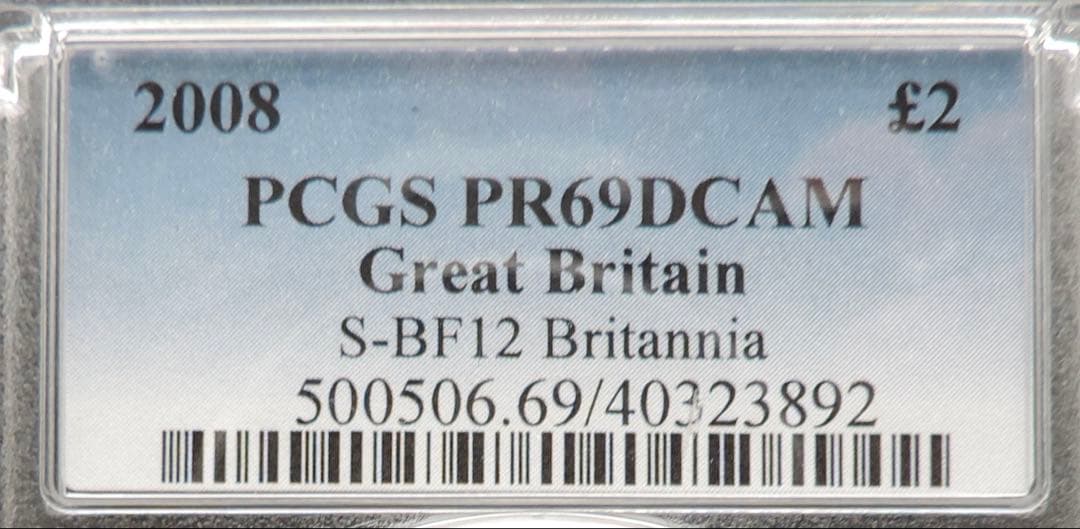 2008 £2
PCGS PR69DCAM
Great Britain
S-BF12 Britannia
500506.69/40323892